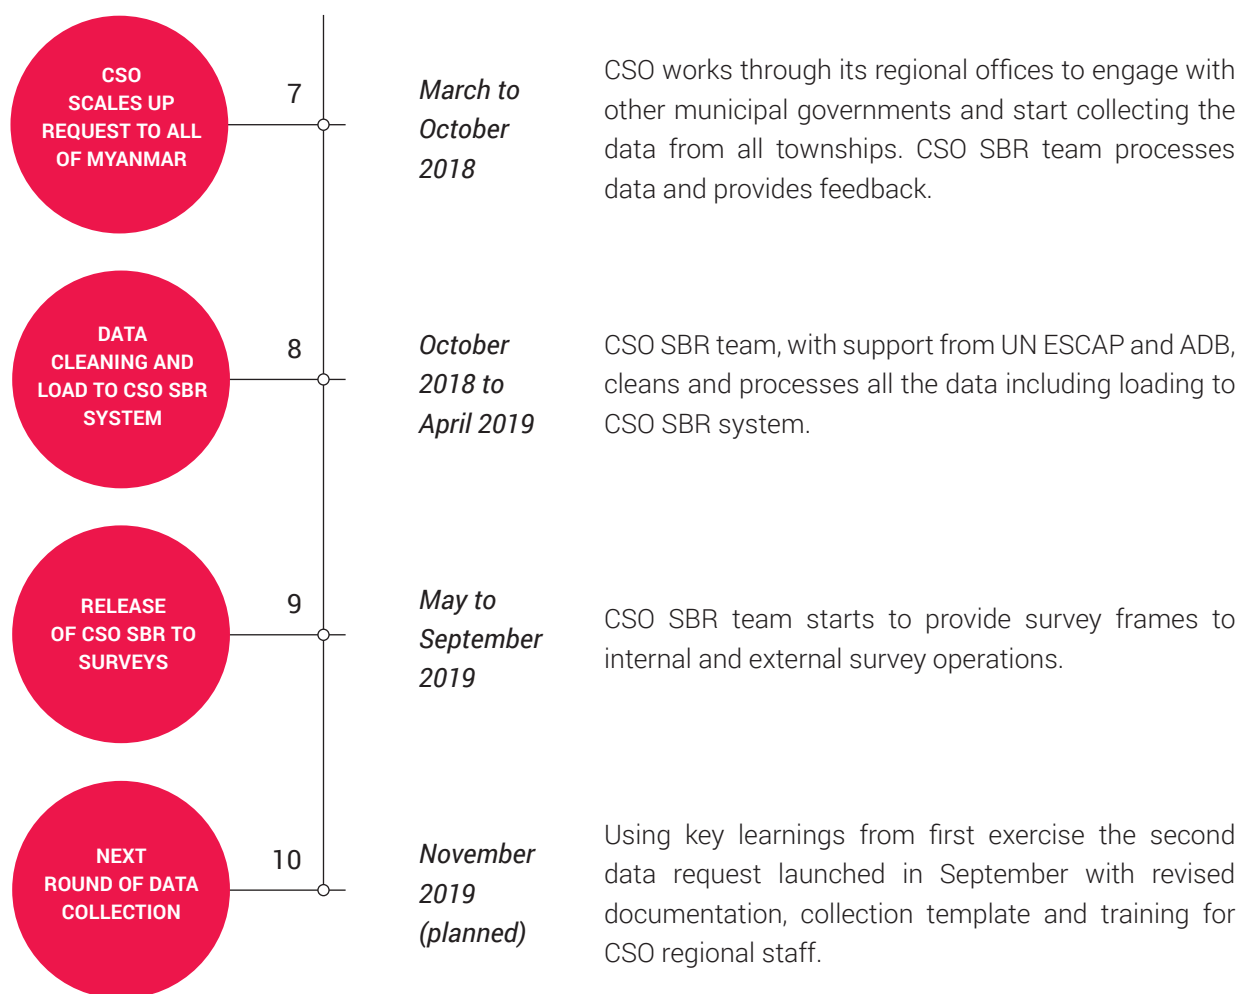 CSO
SCALES UP
REQUEST TO ALL
OF MYANMAR
7
March to
October
2018
CSO works through its regional offices to engage with
other municipal governments and start collecting the
data from all townships. CSO SBR team processes
data and provides feedback.
DATA
CLEANING AND
LOAD TO CSO SBR
SYSTEM
8
October
2018 to
April 2019
CSO SBR team, with support from UN ESCAP and ADB,
cleans and processes all the data including loading to
CSO SBR system.
RELEASE
OF CSO SBR TO
SURVEYS
9
May to
September
2019
CSO SBR team starts to provide survey frames to
internal and external survey operations.
NEXT
ROUND OF DATA
COLLECTION
10
November
2019
(planned)
Using key learnings from first exercise the second
data request launched in September with revised
documentation, collection template and training for
CSO regional staff.